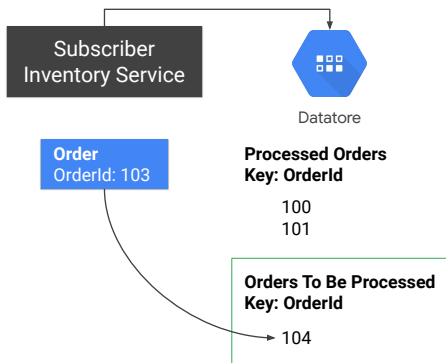 Subscriber
Inventory Service
Datatore
Order
OrderId: 103
Processed Orders
Key: OrderId
100
101
Orders To Be Processed
Key: OrderId
104